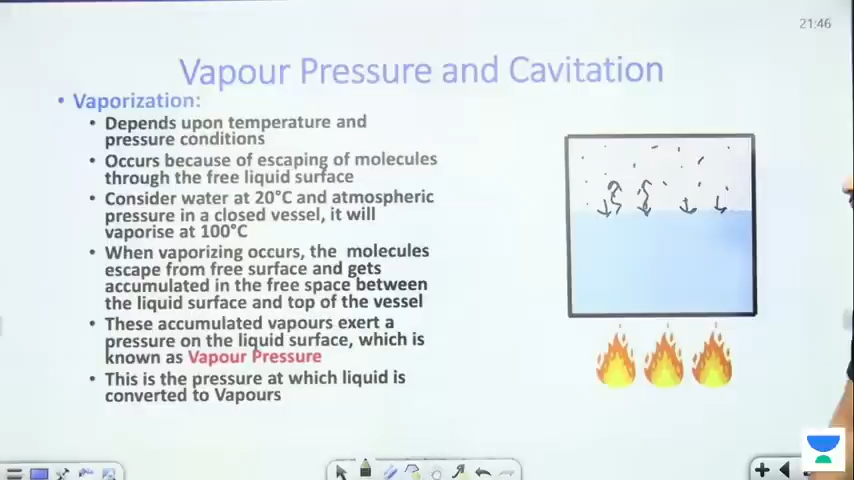 21:46
Vapour Pressure and Cavitation
• Vaporization:
• Depends upon temperature and
pressure conditions
• Occurs because of escaping of molecules
through the free liquid surface
• Consider water at 20°C and atmospheric
pressure in a closed vessel, it will
vaporise at 100°C
• When vaporizing occurs, the molecules
escape from free surface and gets
accumulated in the free space between
the liquid surface and top of the vessel
• These accumulated vapours exert a
pressure on the liquid surface, which is
known as Vapour Pressure
• This is the pressure at which liquid is
converted to Vapours